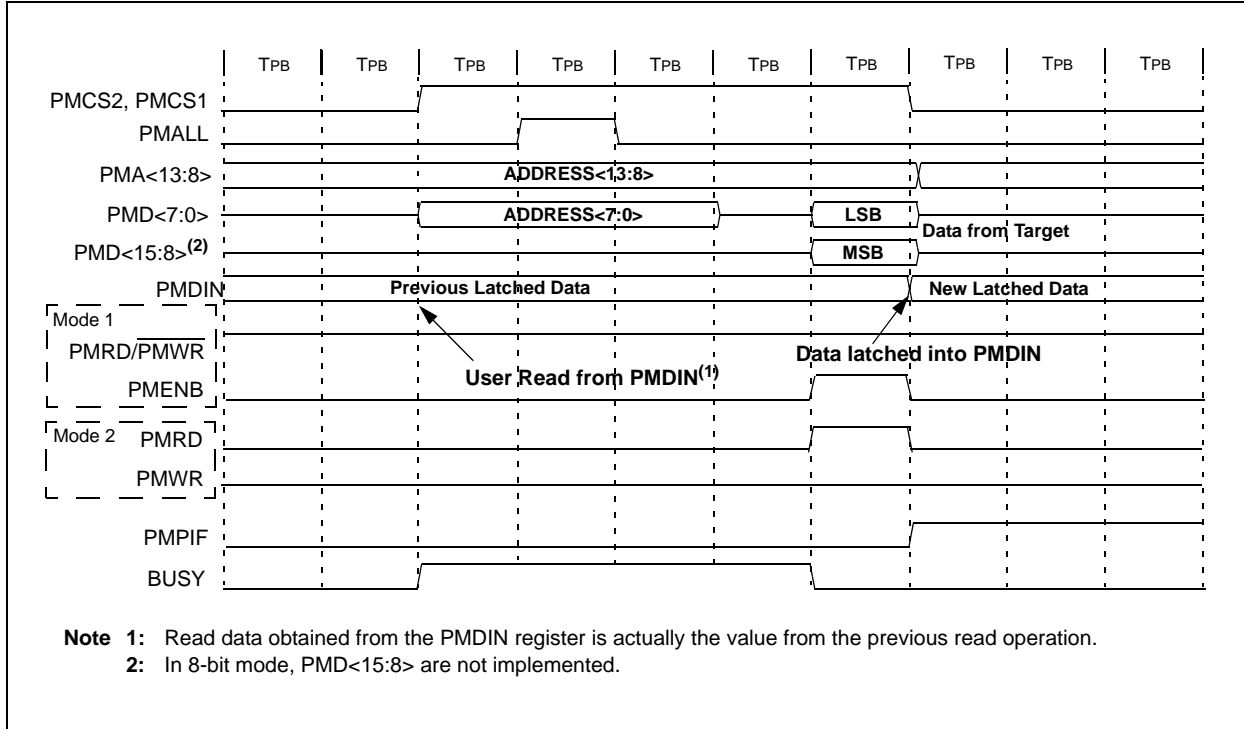 TPB TPB TPB TPB TPB TPB TPB TPB TPB TPB
PMCS2, PMCS1
PMALL
PMA<13:8> ADDRESS<13:8>
PMD<7:0> ADDRESS<7:0> LSB
Data from Target
PMD<15:8>(2) MSB
PMDIN Previous Latched Data New Latched Data
Mode 1
PMRD/PMWR Data latched into PMDIN
User Read from PMDIN(1)
PMENB
Mode 2 PMRD
PMWR
PMPIF
BUSY
Note 1: Read data obtained from the PMDIN register is actually the value from the previous read operation.
2: In 8-bit mode, PMD<15:8> are not implemented.